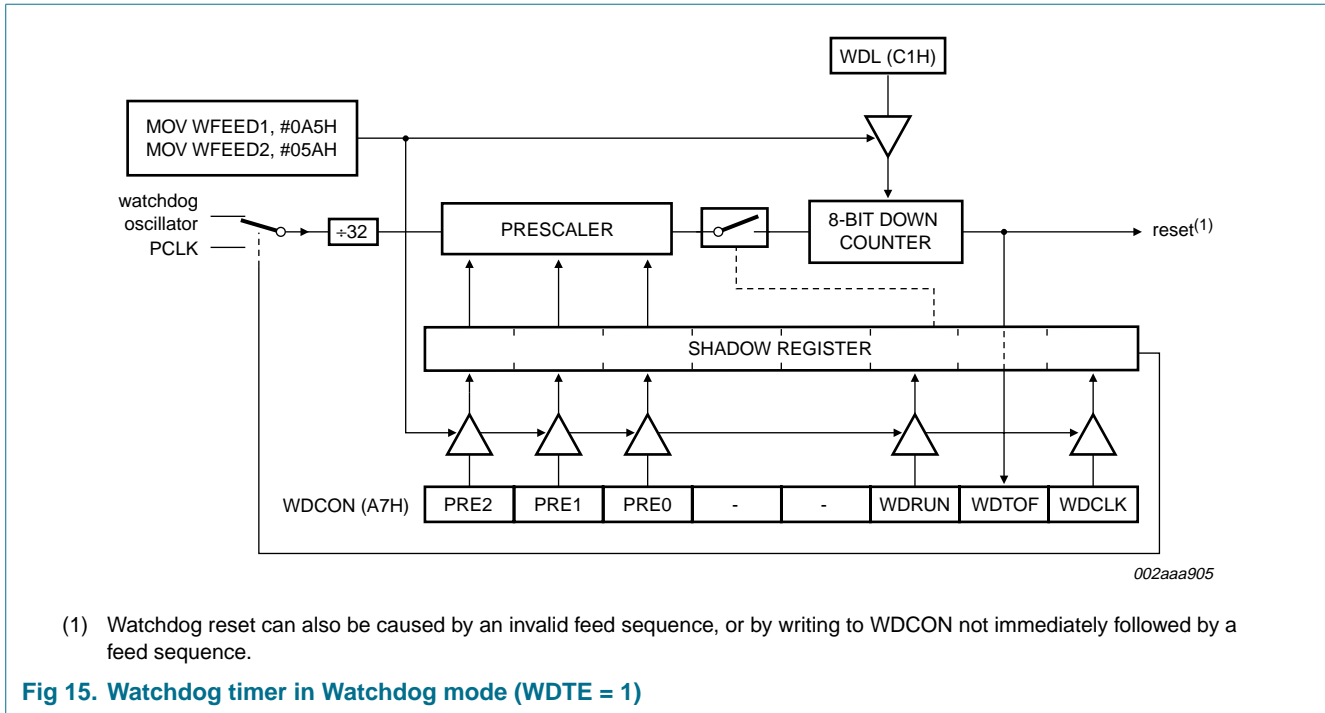 WDL (C1H)
MOV WFEED1, #0A5H
MOV WFEED2, #05AH
watchdog
oscillator
PCLK
÷32
PRESCALER
8-BIT DOWN
COUNTER
reset(1)
SHADOW REGISTER
WDCON (A7H)
PRE2
PRE1
PRE0
-
-
WDRUN
WDTOF
WDCLK
002aaa905
(1) Watchdog reset can also be caused by an invalid feed sequence, or by writing to WDCON not immediately followed by a
feed sequence.
Fig 15. Watchdog timer in Watchdog mode (WDTE = 1)